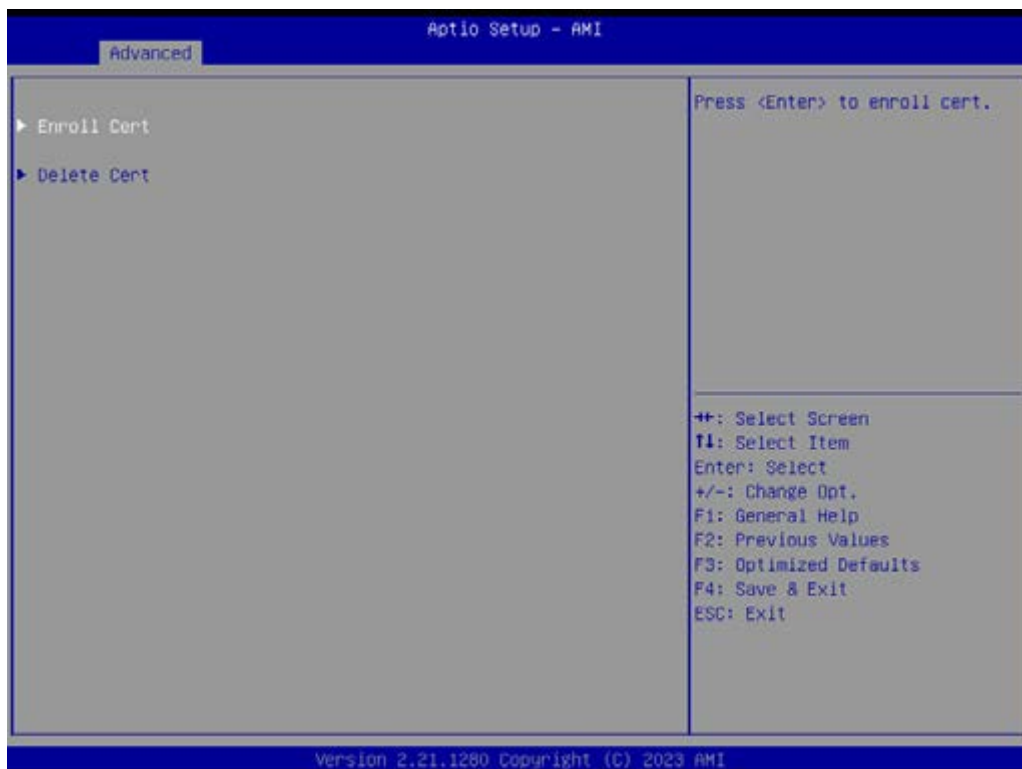 Aptio Setup – AMI
Advanced
▶ Enroll Cert
▶ Delete Cert
Press <Enter> to enroll cert.
→←: Select Screen
↑↓: Select Item
Enter: Select
+/-: Change Opt.
F1: General Help
F2: Previous Values
F3: Optimized Defaults
F4: Save & Exit
ESC: Exit
Version 2.21.1280 Copyright (C) 2023 AMI